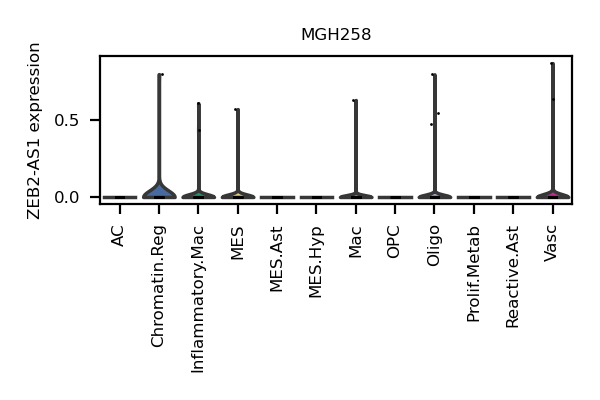 MGH258
ZEB2-AS1 expression
0.5
0.0
AC
Chromatin.Reg
Inflammatory.Mac
MES
MES.Ast
MES.Hyp
Mac
OPC
Oligo
Prolif.Metab
Reactive.Ast
Vasc